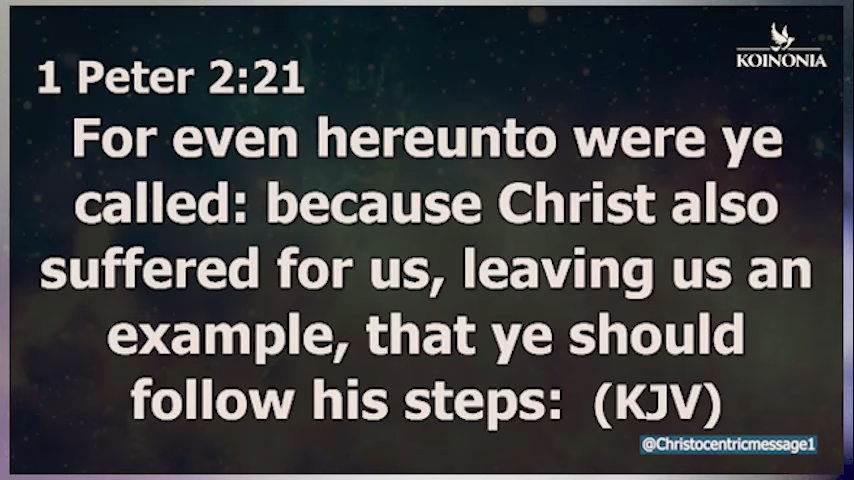 KOINONIA
1 Peter 2:21
For even hereunto were ye
called: because Christ also
suffered for us, leaving us an
example, that ye should
follow his steps: (KJV)
@Christocentricmessage1